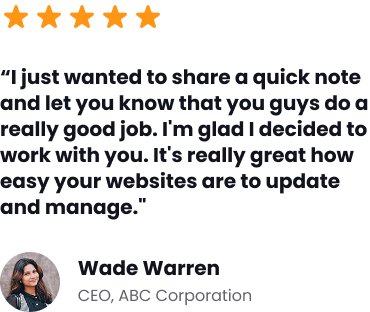 “I just wanted to share a quick note
and let you know that you guys do a
really good job. I'm glad I decided to
work with you. It's really great how
easy your websites are to update
and manage."
Wade Warren
CEO, ABC Corporation